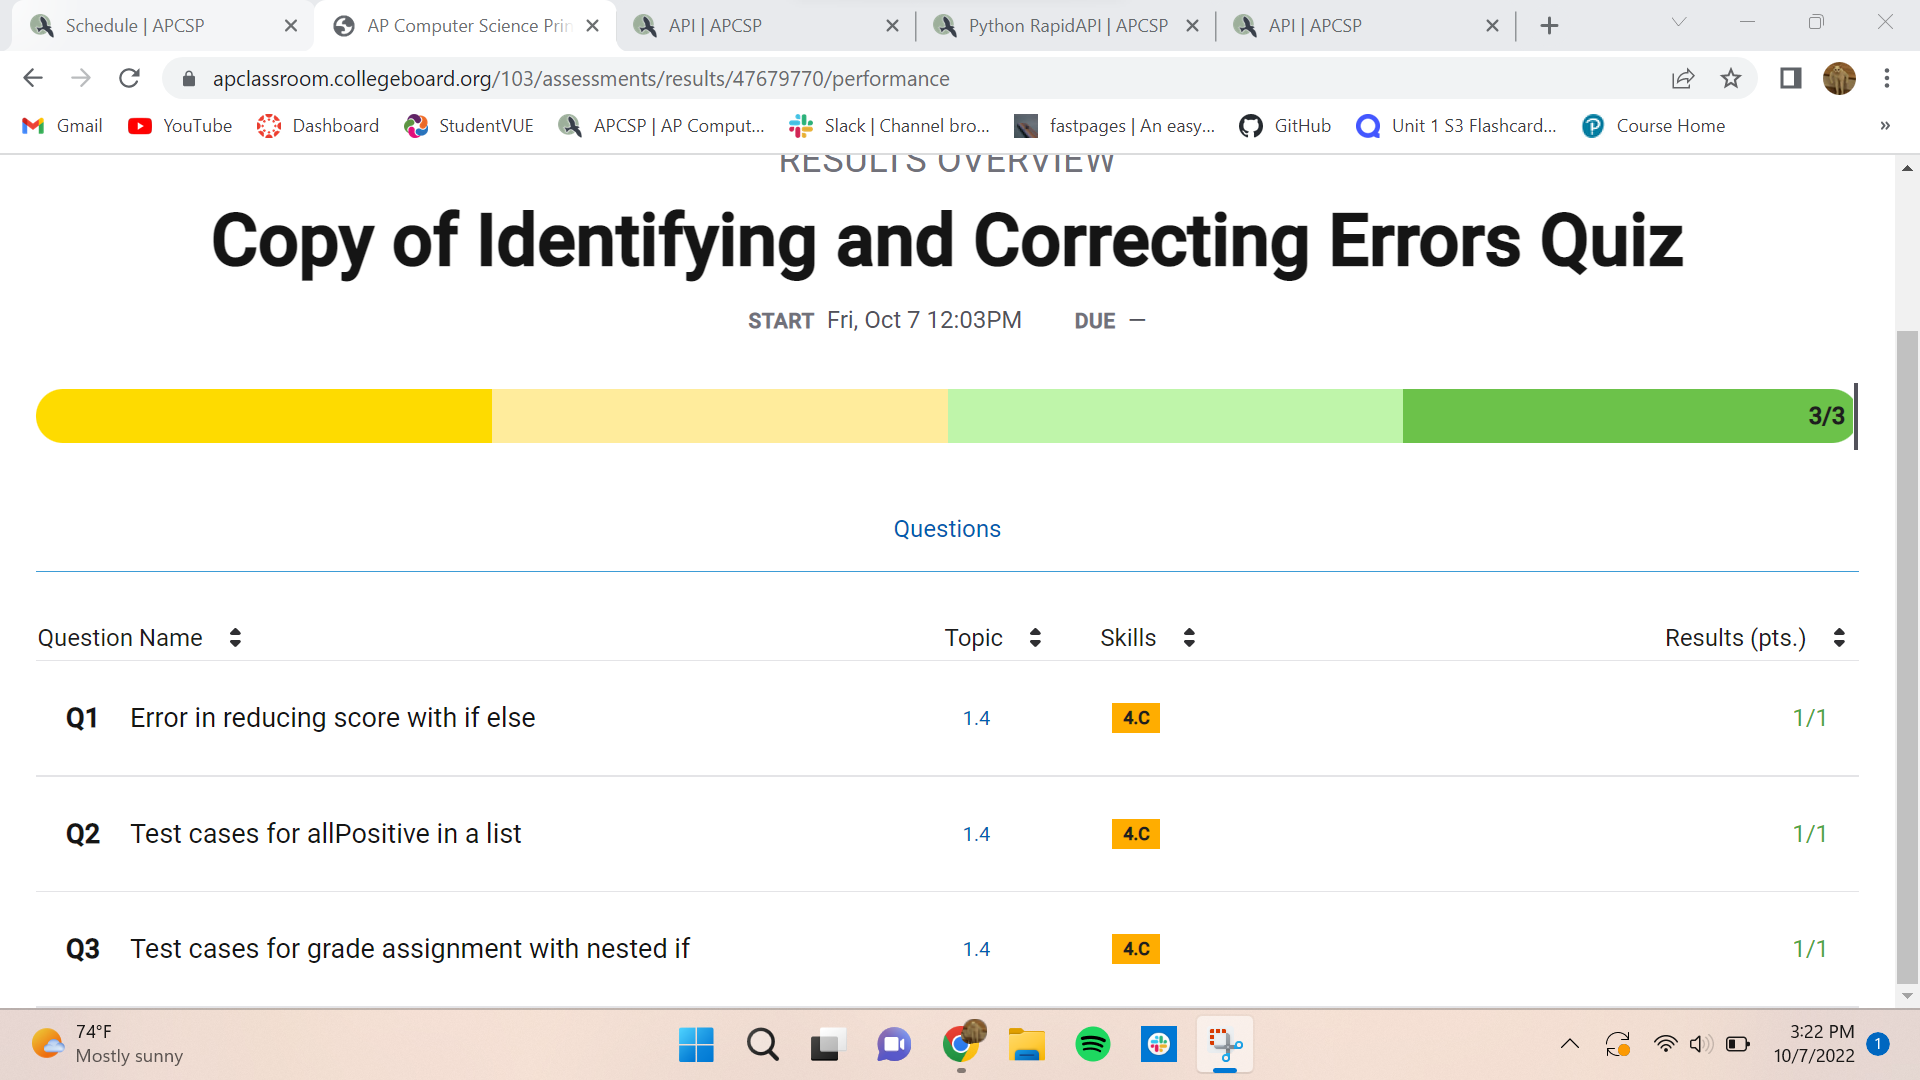 Schedule | APCSP
AP Computer Science Prin
API | APCSP
Python RapidAPI | APCSP
API | APCSP
apclassroom.collegeboard.org/103/assessments/results/47679770/performance
Gmail
YouTube
Dashboard
StudentVUE
APCSP | AP Comput...
Slack | Channel bro...
fastpages | An easy...
GitHub
Unit 1 S3 Flashcard...
Course Home
»
RESULTS OVERVIEW
Copy of Identifying and Correcting Errors Quiz
START Fri, Oct 7 12:03PM DUE —
3/3
Questions
Question Name Topic Skills Results (pts.)
Q1 Error in reducing score with if else 1.4 4.C 1/1
Q2 Test cases for allPositive in a list 1.4 4.C 1/1
Q3 Test cases for grade assignment with nested if 1.4 4.C 1/1
74°F
Mostly sunny
3:22 PM
10/7/2022
1